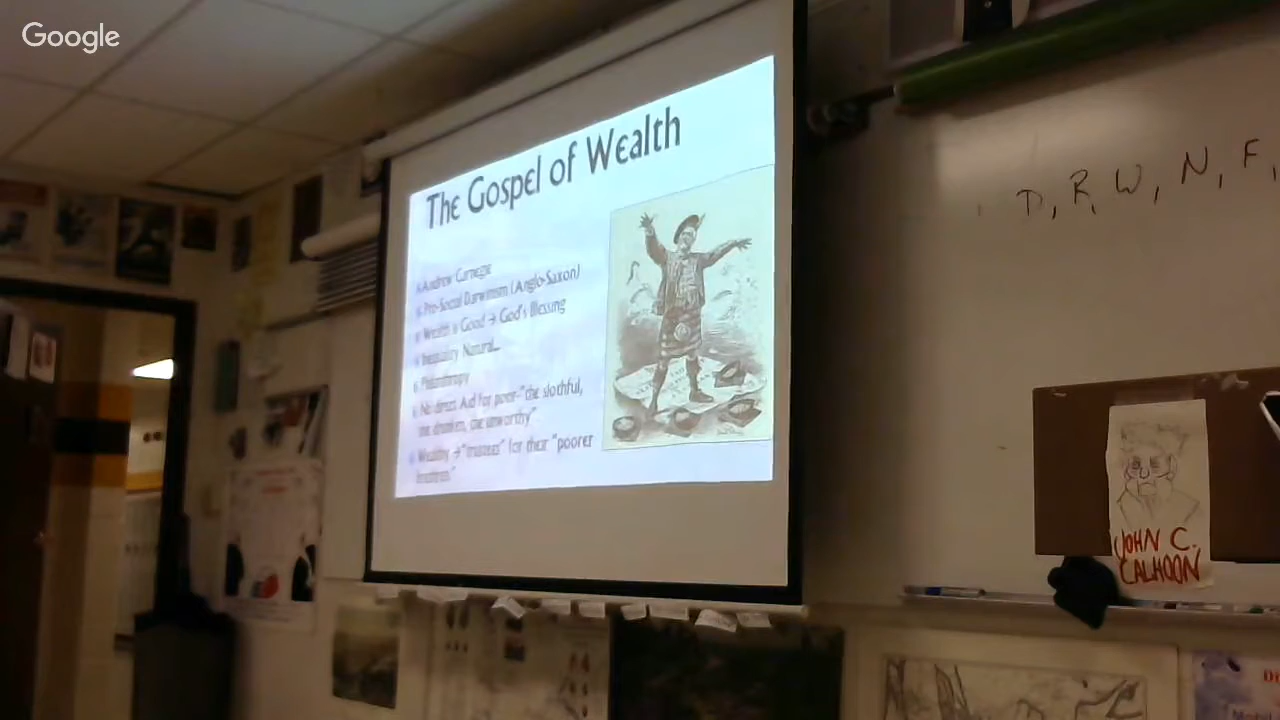 Google
The Gospel of Wealth
Andrew Carnegie
Pro-Social Darwinism (Anglo-Saxon)
Wealth is Good → God's Blessing
Inequality Natural...
Philanthropy
No direct Aid for poor-"the slothful,
the drunken, the unworthy"
Wealthy → "trustees" for their "poorer
brethren"
D, R, W, N, F,
JOHN C.
CALHOON